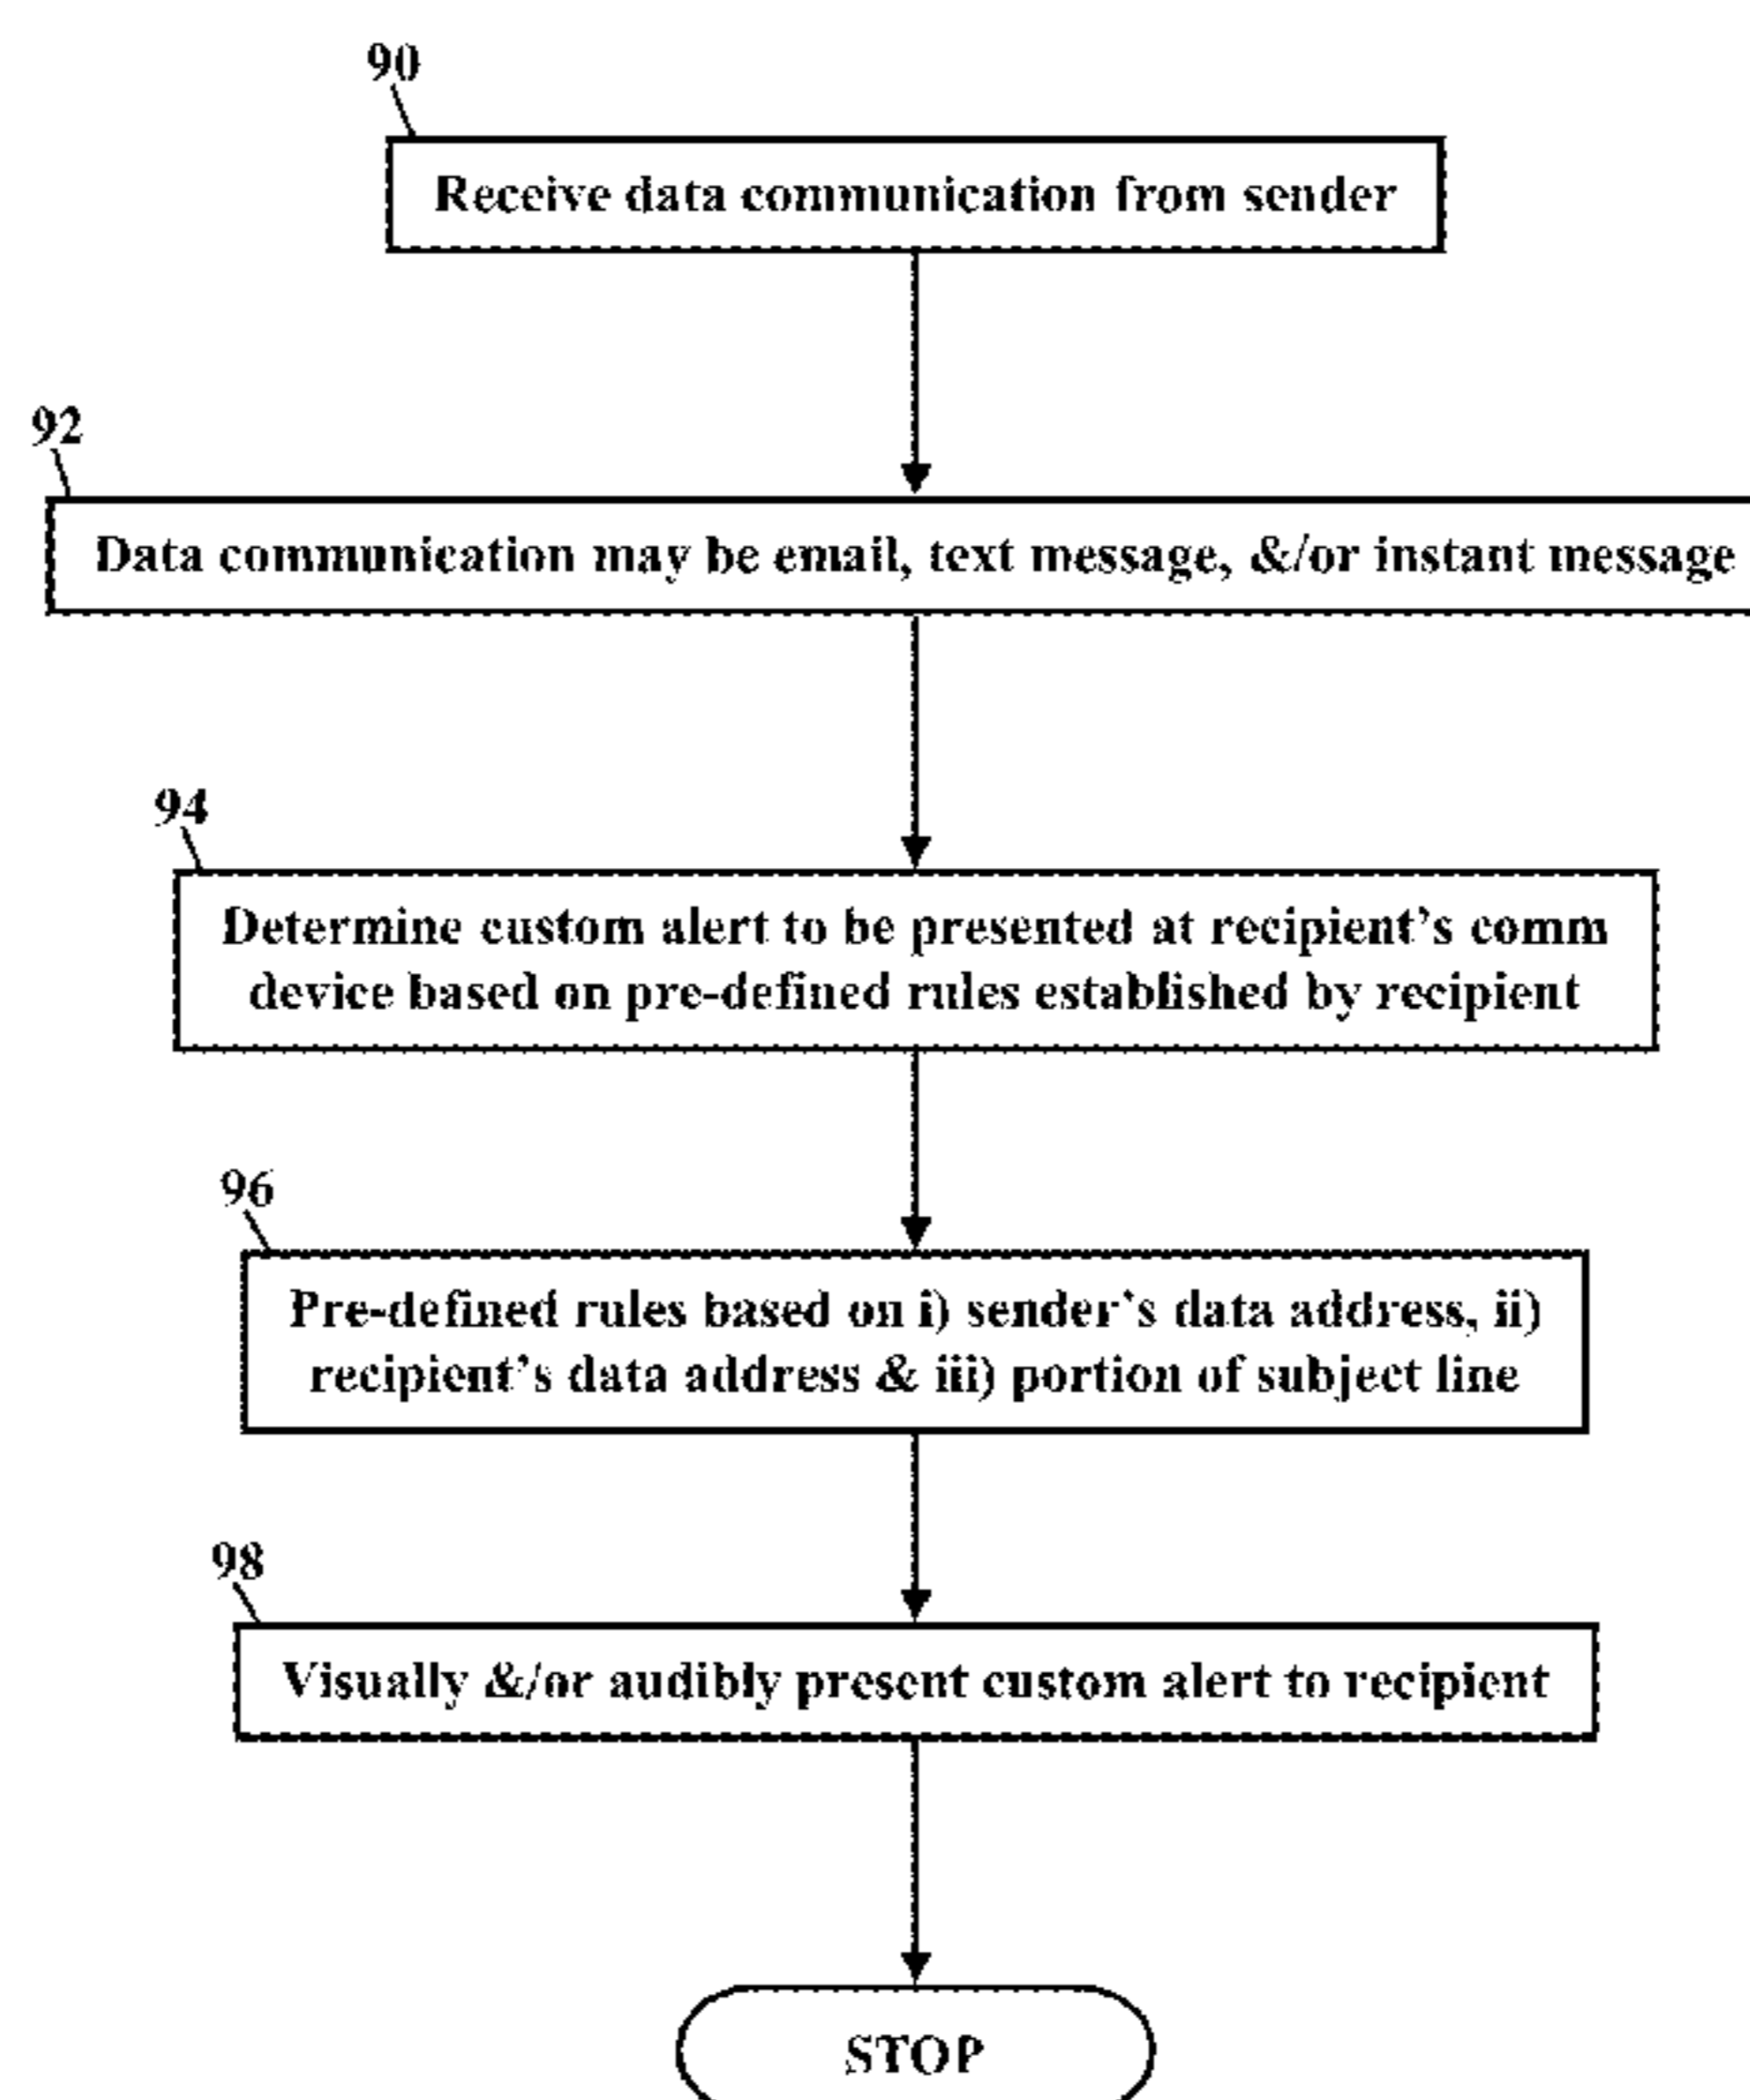 90
Receive data communication from sender
92
Data communication may be email, text message, &/or instant message
94
Determine custom alert to be presented at recipient's comm
device based on pre-defined rules established by recipient
96
Pre-defined rules based on i) sender's data address, ii)
recipient's data address & iii) portion of subject line
98
Visually &/or audibly present custom alert to recipient
STOP